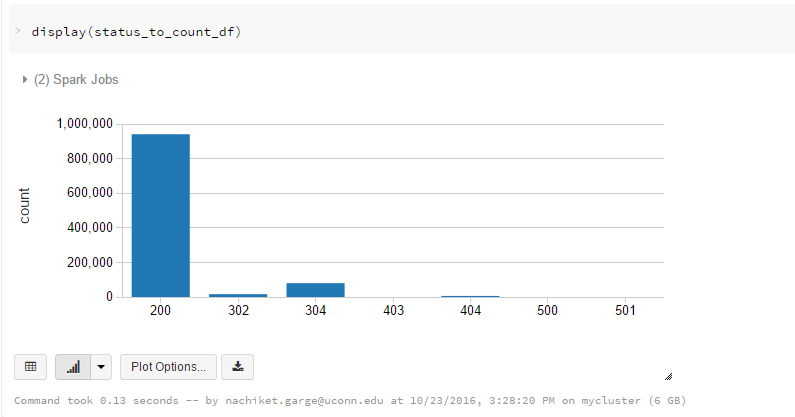 > display(status_to_count_df)
(2) Spark Jobs
1,000,000
800,000
600,000
400,000
200,000
0
count
200 302 304 403 404 500 501
Plot Options...
Command took 0.13 seconds -- by nachiket.garge@uconn.edu at 10/23/2016, 3:28:20 PM on mycluster (6 GB)